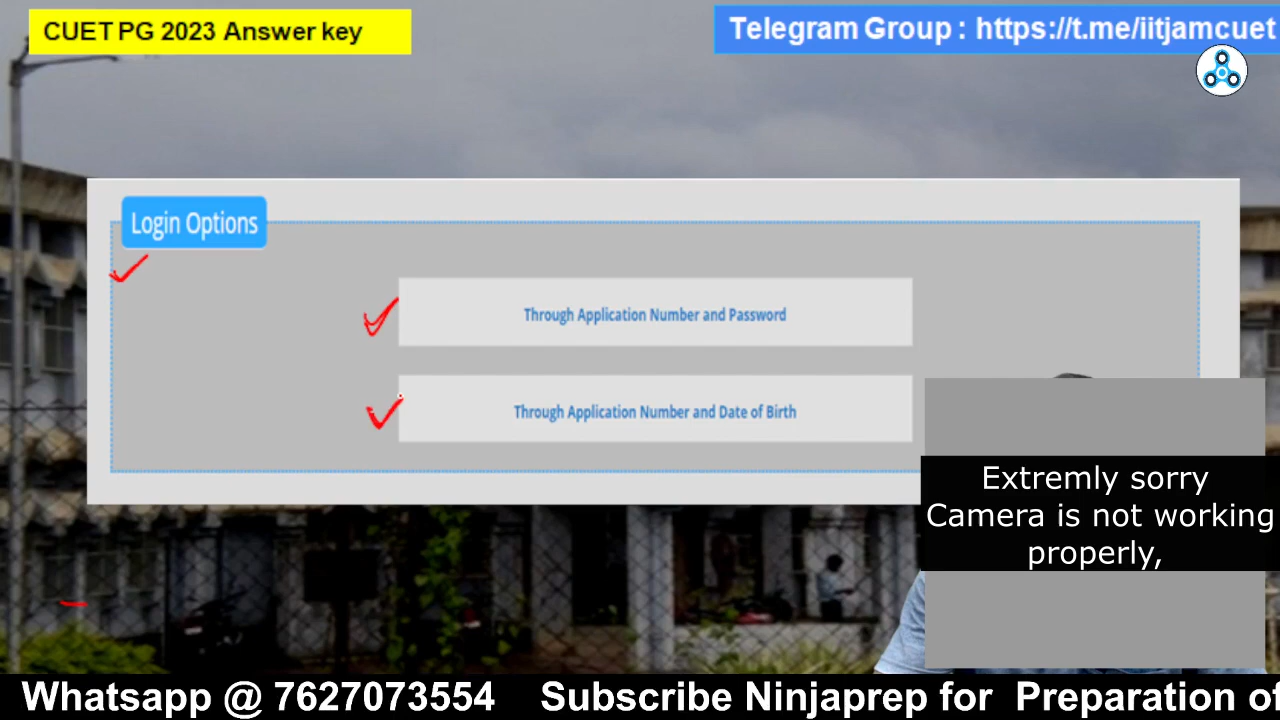 CUET PG 2023 Answer key
Telegram Group : https://t.me/iitjamcuet
Login Options
Through Application Number and Password
Through Application Number and Date of Birth
Extremly sorry
Camera is not working
properly,
Whatsapp @ 7627073554 Subscribe Ninjaprep for Preparation of